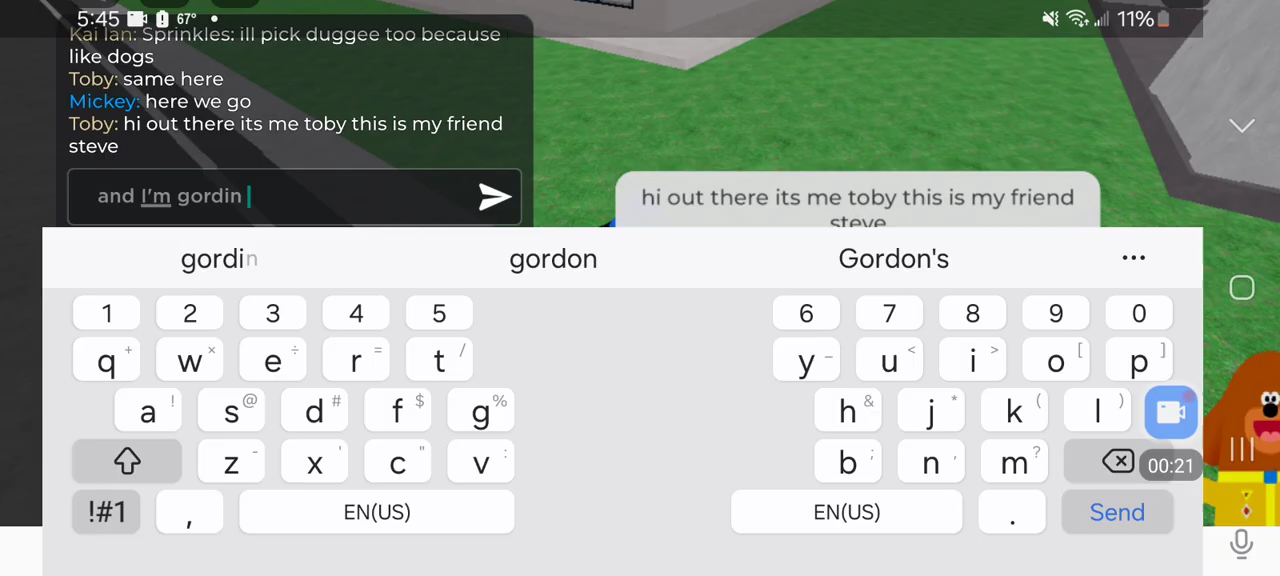 5:45 67° 11%
Kai lan: Sprinkles: ill pick duggee too because
like dogs
Toby: same here
Mickey: here we go
Toby: hi out there its me toby this is my friend
steve
and I'm gordin
hi out there its me toby this is my friend
steve
gordin gordon Gordon's ...
1 2 3 4 5 6 7 8 9 0
q + w × e ÷ r = t / y - u < i > o [ p ]
a ! s @ d # f $ g % h & j * k ( l )
z - x ' c " v : b ; n , m ?
00:21
!#1 , EN(US) EN(US) . Send